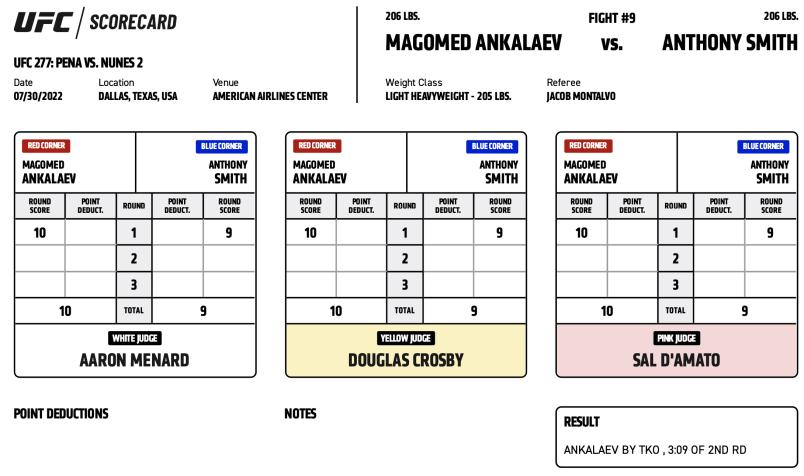 UFC / SCORECARD
UFC 277: PENA VS. NUNES 2
Date Location Venue
07/30/2022 DALLAS, TEXAS, USA AMERICAN AIRLINES CENTER
206 LBS. FIGHT #9 206 LBS.
MAGOMED ANKALAEV vs. ANTHONY SMITH
Weight Class Referee
LIGHT HEAVYWEIGHT - 205 LBS. JACOB MONTALVO
RED CORNER BLUE CORNER
MAGOMED ANTHONY
ANKALAEV SMITH
ROUND SCORE POINT DEDUCT. ROUND POINT DEDUCT. ROUND SCORE
10 1 9
2
3
10 TOTAL 9
WHITE JUDGE
AARON MENARD
RED CORNER BLUE CORNER
MAGOMED ANTHONY
ANKALAEV SMITH
ROUND SCORE POINT DEDUCT. ROUND POINT DEDUCT. ROUND SCORE
10 1 9
2
3
10 TOTAL 9
YELLOW JUDGE
DOUGLAS CROSBY
RED CORNER BLUE CORNER
MAGOMED ANTHONY
ANKALAEV SMITH
ROUND SCORE POINT DEDUCT. ROUND POINT DEDUCT. ROUND SCORE
10 1 9
2
3
10 TOTAL 9
PINK JUDGE
SAL D'AMATO
POINT DEDUCTIONS
NOTES
RESULT
ANKALAEV BY TKO , 3:09 OF 2ND RD